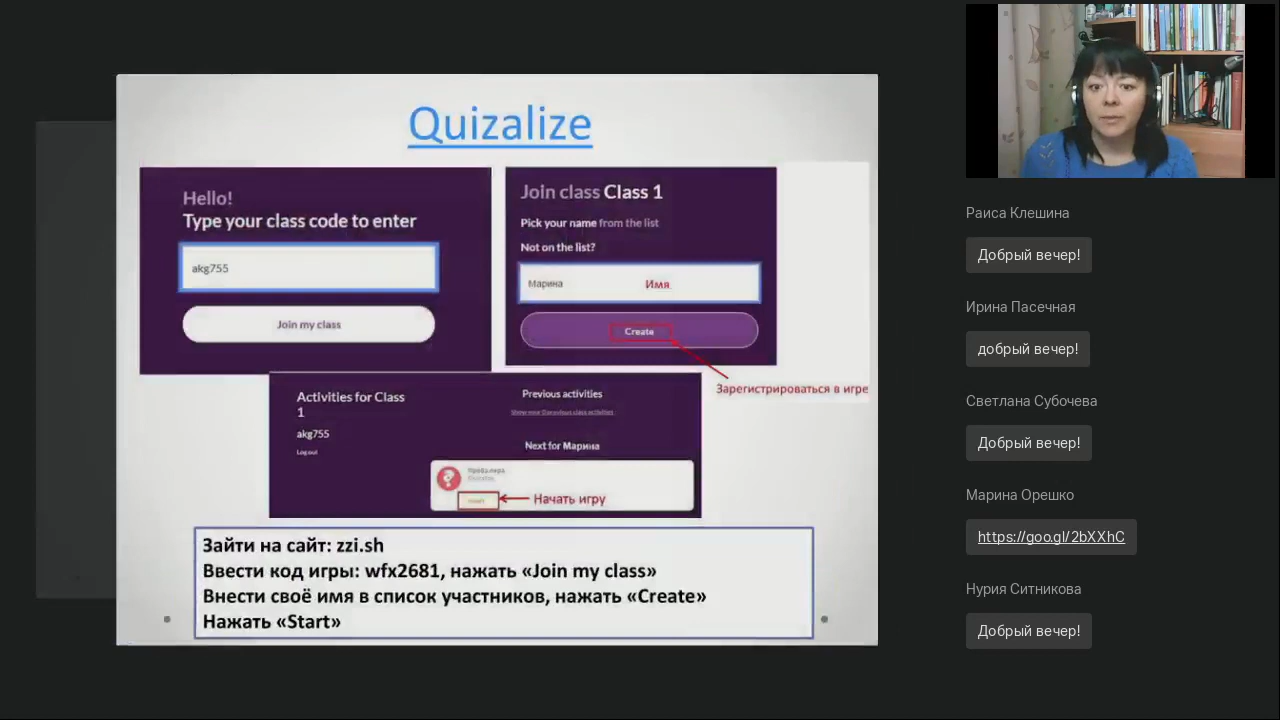 Quizalize
Hello!
Type your class code to enter
akg755
Join my class
Join class Class 1
Pick your name from the list
Not on the list?
Марина Имя
Create
Зарегистрироваться в игре
Activities for Class
1
akg755
Log out
Previous activities
Next for Марина
Начать игру
Зайти на сайт: zzi.sh
Ввести код игры: wfx2681, нажать «Join my class»
Внести своё имя в список участников, нажать «Create»
Нажать «Start»
Раиса Клешина
Добрый вечер!
Ирина Пасечная
добрый вечер!
Светлана Субочева
Добрый вечер!
Марина Орешко
https://goo.gl/2bXXhC
Нурия Ситникова
Добрый вечер!